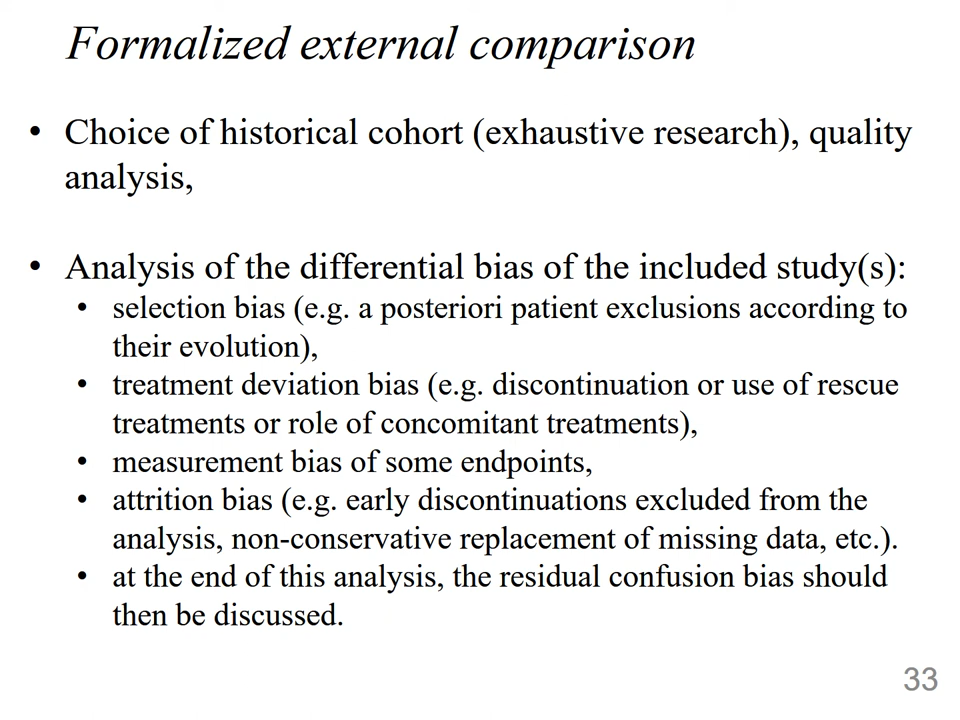 Formalized external comparison
• Choice of historical cohort (exhaustive research), quality
analysis,
• Analysis of the differential bias of the included study(s):
• selection bias (e.g. a posteriori patient exclusions according to
their evolution),
• treatment deviation bias (e.g. discontinuation or use of rescue
treatments or role of concomitant treatments),
• measurement bias of some endpoints,
• attrition bias (e.g. early discontinuations excluded from the
analysis, non-conservative replacement of missing data, etc.).
• at the end of this analysis, the residual confusion bias should
then be discussed.
33